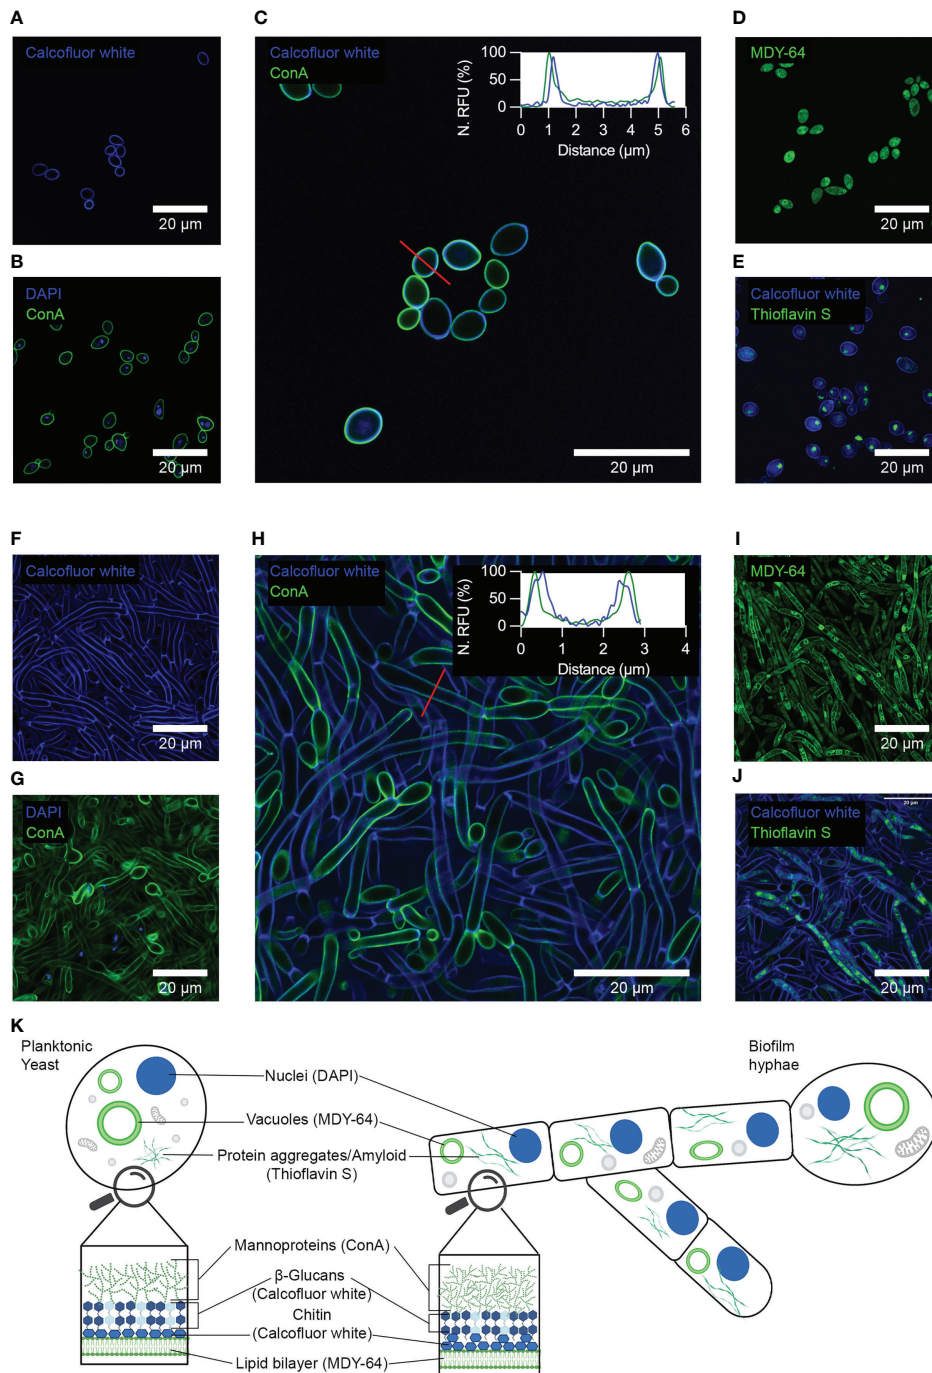 A
Calcofluor white
20 µm
B
DAPI
ConA
20 µm
C
Calcofluor white
ConA
N. RFU (%)
100
50
0
0 1 2 3 4 5 6
Distance (µm)
20 µm
D
MDY-64
20 µm
E
Calcofluor white
Thioflavin S
20 µm
F
Calcofluor white
20 µm
G
DAPI
ConA
20 µm
H
Calcofluor white
ConA
N. RFU (%)
100
50
0
0 1 2 3 4
Distance (µm)
20 µm
I
MDY-64
20 µm
J
20 µm
Calcofluor white
Thioflavin S
20 µm
K
Planktonic
Yeast
Biofilm
hyphae
Nuclei (DAPI)
Vacuoles (MDY-64)
Protein aggregates/Amyloid
(Thioflavin S)
Mannoproteins (ConA)
β-Glucans
(Calcofluor white)
Chitin
(Calcofluor white)
Lipid bilayer (MDY-64)